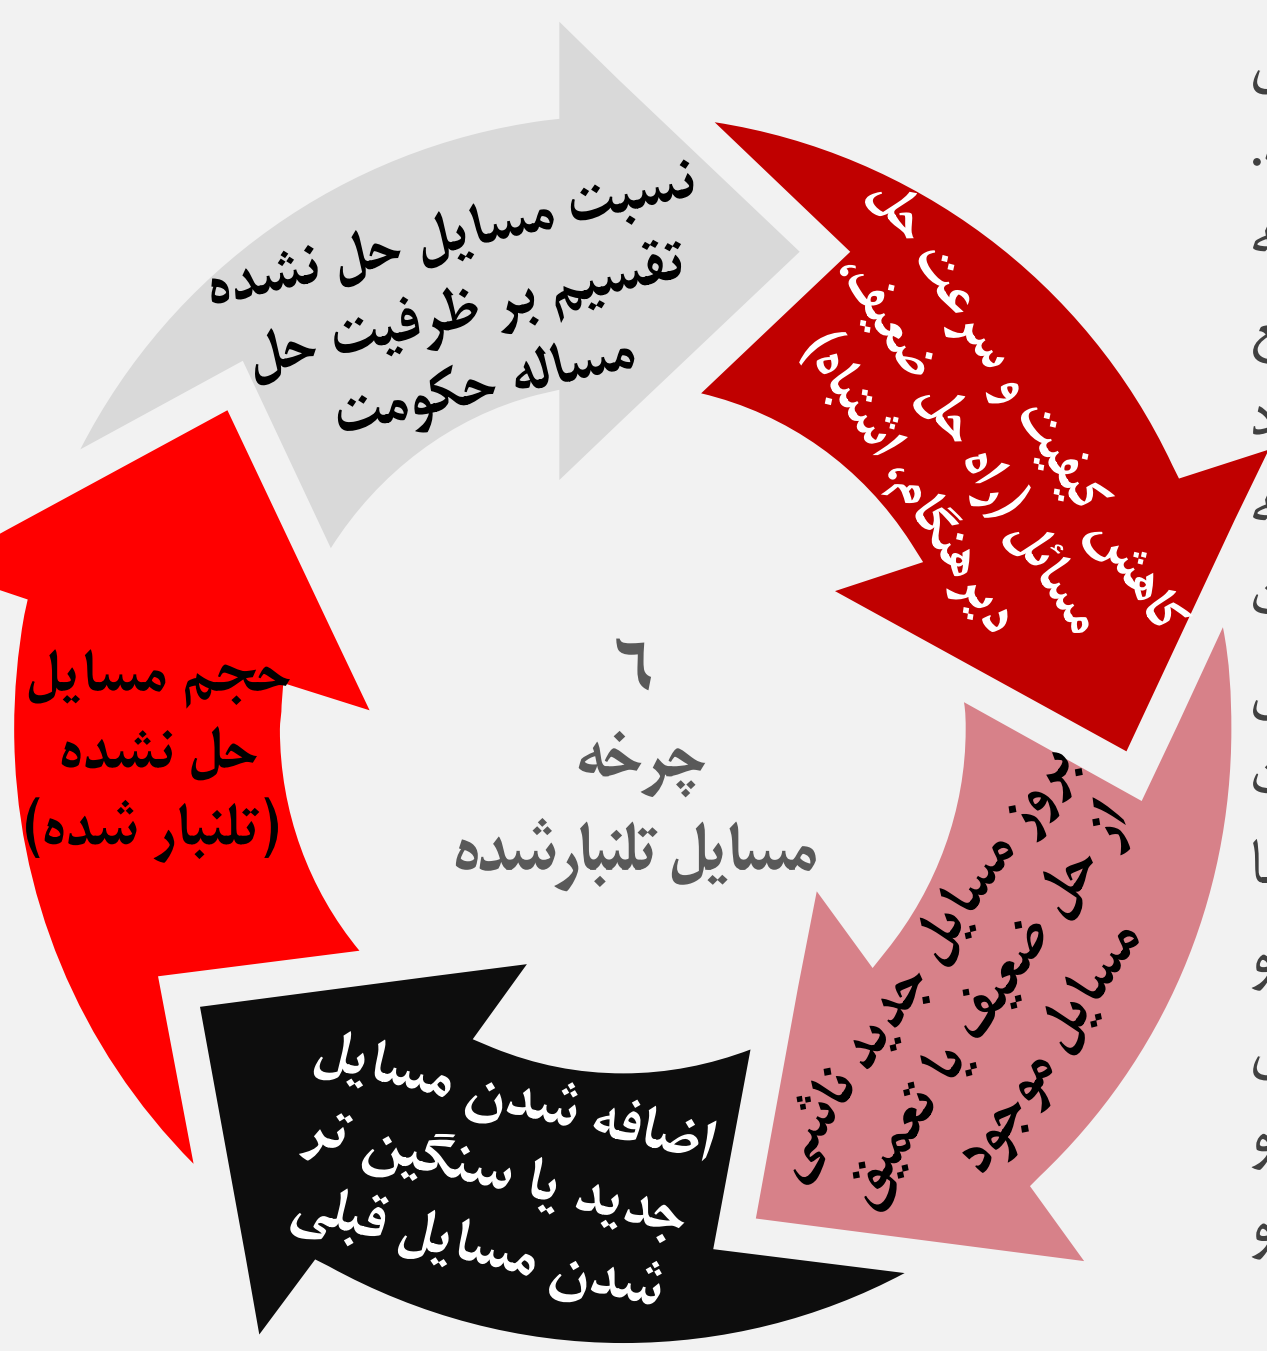 نسبت مسایل حل نشده
تقسیم بر ظرفیت حل
مساله حکومت
کاهش کیفیت و سرعت حل
مسائل (راه حل ضعیف،
دیرهنگام، اشتباه)
بروز مسایل جدید ناشی
از حل ضعیف یا تعمیق
مسایل موجود
اضافه شدن مسایل
جدید یا سنگین تر
شدن مسایل قبلی
حجم مسایل
حل نشده
(تلنبار شده)
٦
چرخه
مسایل تلنبارشده